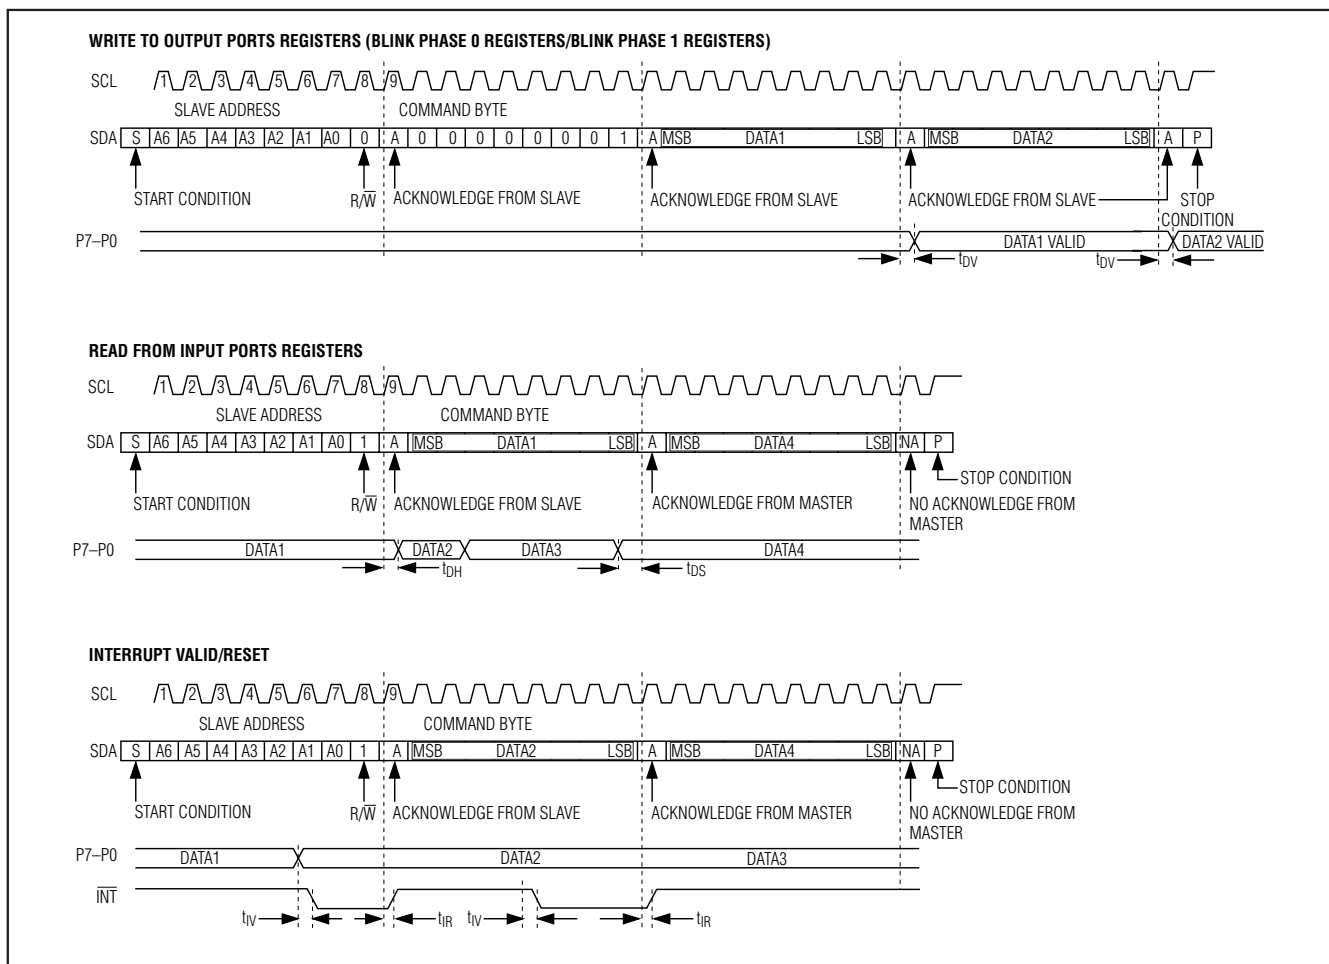 WRITE TO OUTPUT PORTS REGISTERS (BLINK PHASE 0 REGISTERS/BLINK PHASE 1 REGISTERS)
SCL 1 2 3 4 5 6 7 8 9
SLAVE ADDRESS COMMAND BYTE
SDA S A6 A5 A4 A3 A2 A1 A0 0 A 0 0 0 0 0 0 0 1 A MSB DATA1 LSB A MSB DATA2 LSB A P
START CONDITION R/W̅ ACKNOWLEDGE FROM SLAVE ACKNOWLEDGE FROM SLAVE ACKNOWLEDGE FROM SLAVE STOP
CONDITION
P7–P0 DATA1 VALID DATA2 VALID
tDV tDV
READ FROM INPUT PORTS REGISTERS
SCL 1 2 3 4 5 6 7 8 9
SLAVE ADDRESS COMMAND BYTE
SDA S A6 A5 A4 A3 A2 A1 A0 1 A MSB DATA1 LSB A MSB DATA4 LSB NA P
STOP CONDITION
START CONDITION R/W̅ ACKNOWLEDGE FROM SLAVE ACKNOWLEDGE FROM MASTER NO ACKNOWLEDGE FROM
MASTER
P7–P0 DATA1 DATA2 DATA3 DATA4
tDH tDS
INTERRUPT VALID/RESET
SCL 1 2 3 4 5 6 7 8 9
SLAVE ADDRESS COMMAND BYTE
SDA S A6 A5 A4 A3 A2 A1 A0 1 A MSB DATA2 LSB A MSB DATA4 LSB NA P
STOP CONDITION
START CONDITION R/W̅ ACKNOWLEDGE FROM SLAVE ACKNOWLEDGE FROM MASTER NO ACKNOWLEDGE FROM
MASTER
P7–P0 DATA1 DATA2 DATA3
I̅N̅T̅
tIV tIR tIV tIR